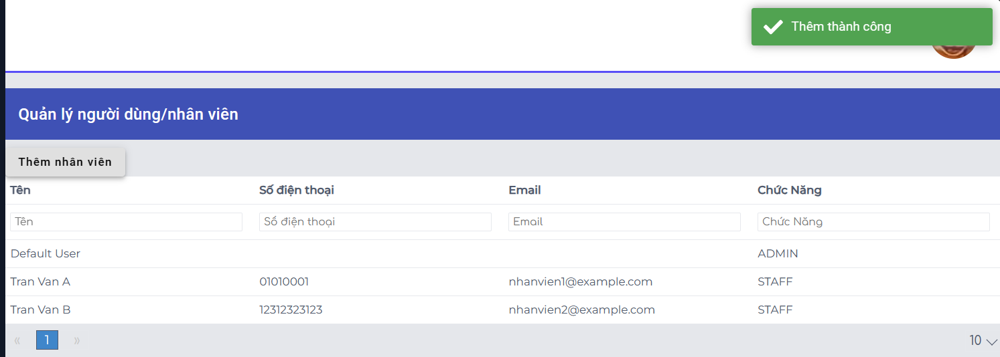 Thêm thành công
Quản lý người dùng/nhân viên
Thêm nhân viên
Tên Số điện thoại Email Chức Năng
Tên Số điện thoại Email Chức Năng
Default User ADMIN
Tran Van A 01010001 nhanvien1@example.com STAFF
Tran Van B 12312323123 nhanvien2@example.com STAFF
« 1 » 10